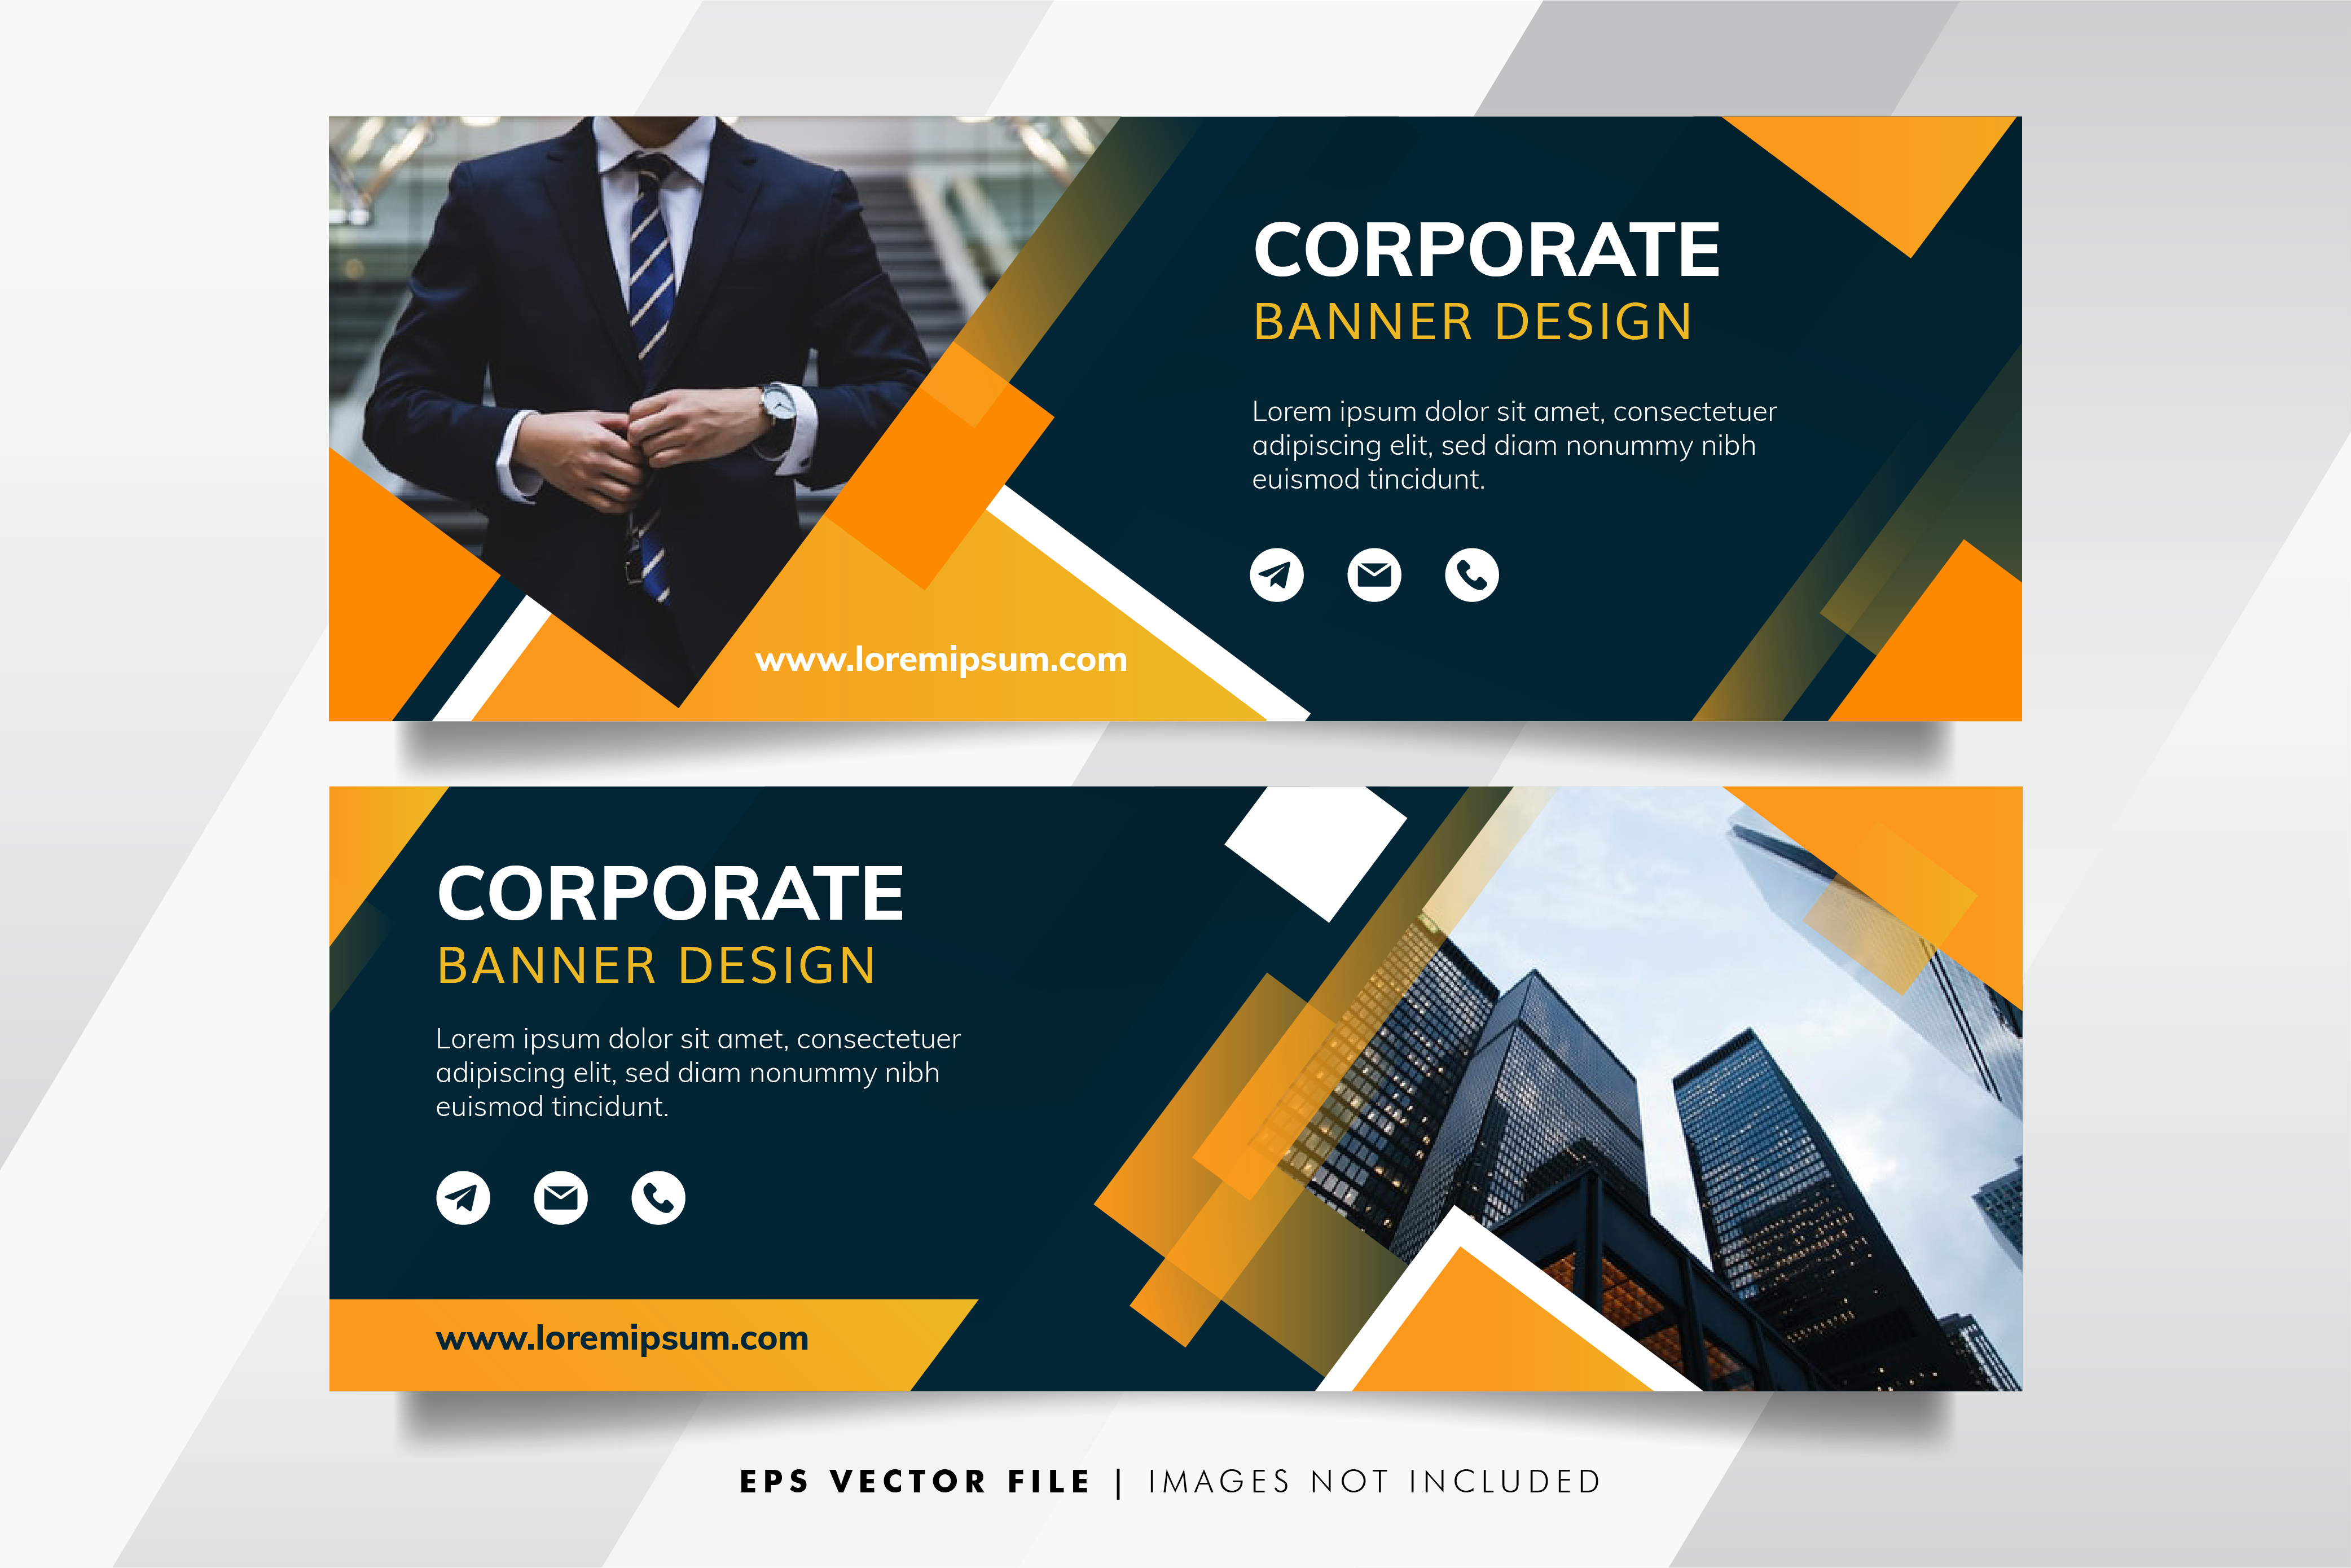 CORPORATE
BANNER DESIGN
Lorem ipsum dolor sit amet, consectetuer
adipiscing elit, sed diam nonummy nibh
euismod tincidunt.
www.loremipsum.com
CORPORATE
BANNER DESIGN
Lorem ipsum dolor sit amet, consectetuer
adipiscing elit, sed diam nonummy nibh
euismod tincidunt.
www.loremipsum.com
EPS VECTOR FILE | IMAGES NOT INCLUDED